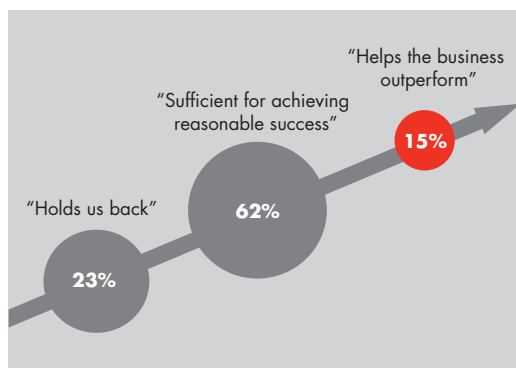 “Helps the business
outperform”
15%
“Sufficient for achieving
reasonable success”
62%
“Holds us back”
23%